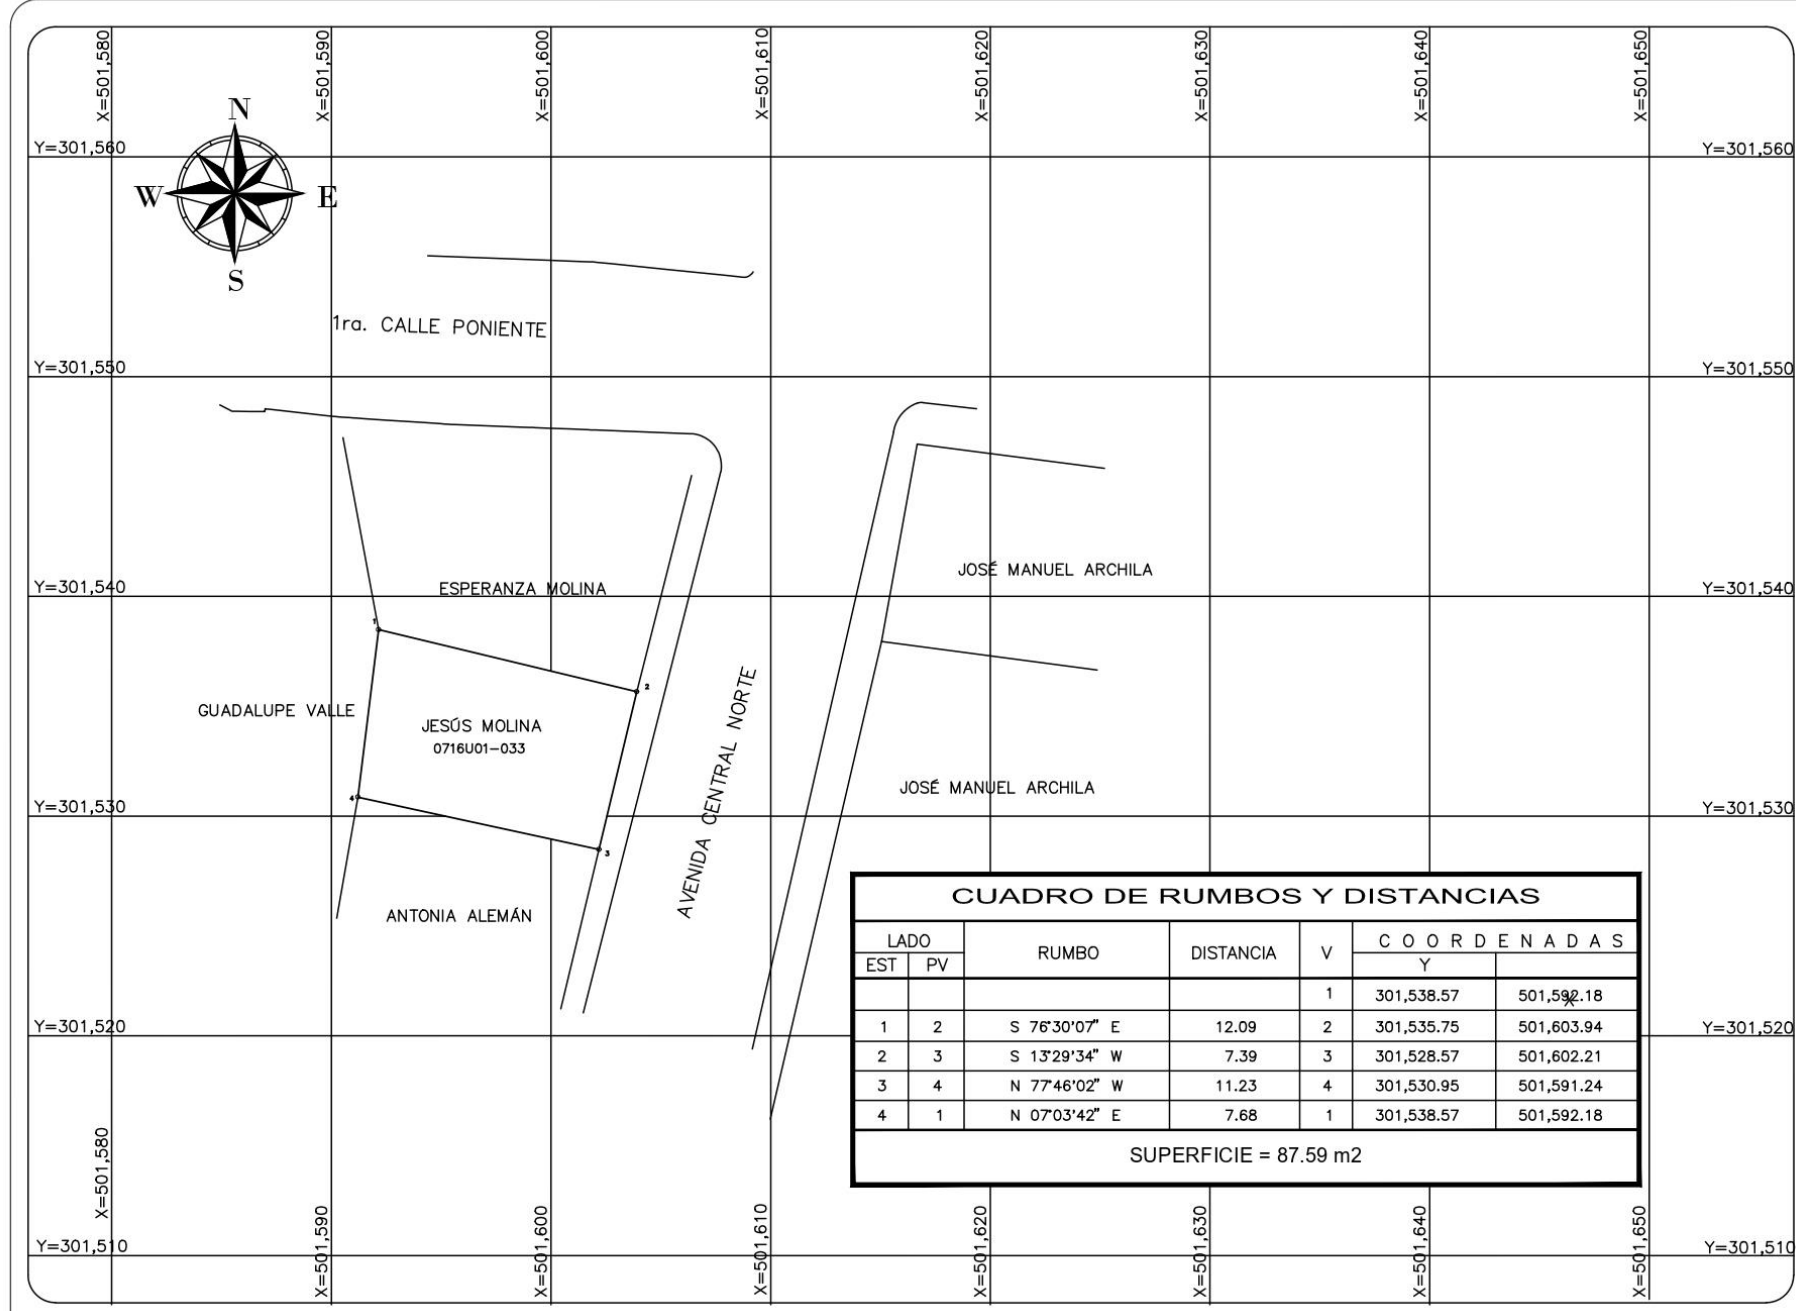 X=501,580
X=501,590
X=501,600
X=501,610
X=501,620
X=501,630
X=501,640
X=501,650
N
Y=301,560
Y=301,560
W
E
S
1ra. CALLE PONIENTE
Y=301,550
Y=301,550
JOSÉ MANUEL ARCHILA
Y=301,540
ESPERANZA MOLINA
Y=301,540
1
2
GUADALUPE VALLE
JESÚS MOLINA
0716U01-033
AVENIDA CENTRAL NORTE
JOSÉ MANUEL ARCHILA
4
Y=301,530
Y=301,530
3
ANTONIA ALEMÁN
CUADRO DE RUMBOS Y DISTANCIAS
LADO RUMBO DISTANCIA V COORDENADAS
EST PV Y X
1 301,538.57 501,592.18
1 2 S 76°30'07" E 12.09 2 301,535.75 501,603.94
2 3 S 13°29'34" W 7.39 3 301,528.57 501,602.21
3 4 N 77°46'02" W 11.23 4 301,530.95 501,591.24
4 1 N 07°03'42" E 7.68 1 301,538.57 501,592.18
SUPERFICIE = 87.59 m2
Y=301,520
Y=301,520
X=501,580
X=501,590
X=501,600
X=501,610
X=501,620
X=501,630
X=501,640
X=501,650
Y=301,510
Y=301,510